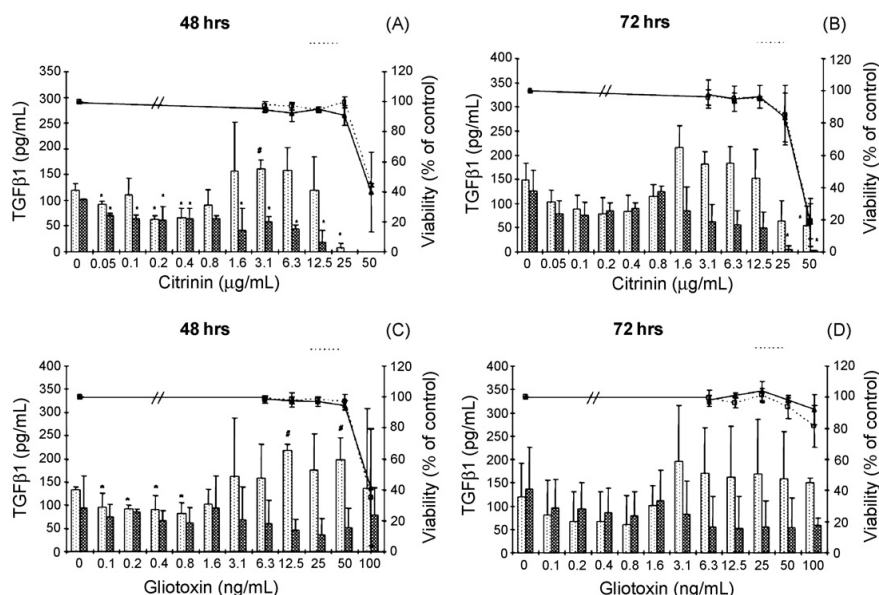 48 hrs
(A)
350
300
250
200
150
100
50
0
TGFβ1 (pg/mL)
120
100
80
60
40
20
0
Viability (% of control)
* * * * * * * # * * * *
0 0.05 0.1 0.2 0.4 0.8 1.6 3.1 6.3 12.5 25 50
Citrinin (μg/mL)
72 hrs
(B)
400
350
300
250
200
150
100
50
0
TGFβ1 (pg/mL)
120
100
80
60
40
20
0
Viability (% of control)
* * *
0 0.05 0.1 0.2 0.4 0.8 1.6 3.1 6.3 12.5 25 50
Citrinin (μg/mL)
48 hrs
(C)
400
350
300
250
200
150
100
50
0
TGFβ1 (pg/mL)
120
100
80
60
40
20
0
Viability (% of control)
* * * * # #
0 0.1 0.2 0.4 0.8 1.6 3.1 6.3 12.5 25 50 100
Gliotoxin (ng/mL)
72 hrs
(D)
400
350
300
250
200
150
100
50
0
TGFβ1 (pg/mL)
120
100
80
60
40
20
0
Viability (% of control)
0 0.1 0.2 0.4 0.8 1.6 3.1 6.3 12.5 25 50 100
Gliotoxin (ng/mL)